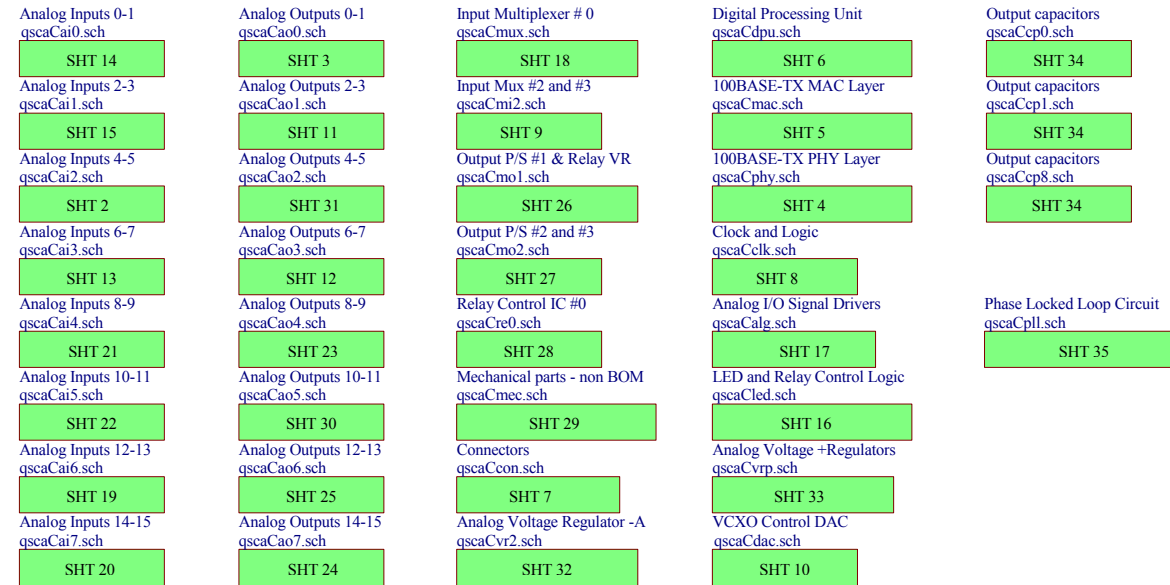 Analog Inputs 0-1
qscaCai0.sch
SHT 14
Analog Inputs 2-3
qscaCai1.sch
SHT 15
Analog Inputs 4-5
qscaCai2.sch
SHT 2
Analog Inputs 6-7
qscaCai3.sch
SHT 13
Analog Inputs 8-9
qscaCai4.sch
SHT 21
Analog Inputs 10-11
qscaCai5.sch
SHT 22
Analog Inputs 12-13
qscaCai6.sch
SHT 19
Analog Inputs 14-15
qscaCai7.sch
SHT 20
Analog Outputs 0-1
qscaCao0.sch
SHT 3
Analog Outputs 2-3
qscaCao1.sch
SHT 11
Analog Outputs 4-5
qscaCao2.sch
SHT 31
Analog Outputs 6-7
qscaCao3.sch
SHT 12
Analog Outputs 8-9
qscaCao4.sch
SHT 23
Analog Outputs 10-11
qscaCao5.sch
SHT 30
Analog Outputs 12-13
qscaCao6.sch
SHT 25
Analog Outputs 14-15
qscaCao7.sch
SHT 24
Input Multiplexer # 0
qscaCmux.sch
SHT 18
Input Mux #2 and #3
qscaCmi2.sch
SHT 9
Output P/S #1 & Relay VR
qscaCmo1.sch
SHT 26
Output P/S #2 and #3
qscaCmo2.sch
SHT 27
Relay Control IC #0
qscaCre0.sch
SHT 28
Mechanical parts - non BOM
qscaCmec.sch
SHT 29
Connectors
qscaCcon.sch
SHT 7
Analog Voltage Regulator -A
qscaCvr2.sch
SHT 32
Digital Processing Unit
qscaCdpu.sch
SHT 6
100BASE-TX MAC Layer
qscaCmac.sch
SHT 5
100BASE-TX PHY Layer
qscaCphy.sch
SHT 4
Clock and Logic
qscaCclk.sch
SHT 8
Analog I/O Signal Drivers
qscaCalg.sch
SHT 17
LED and Relay Control Logic
qscaCled.sch
SHT 16
Analog Voltage +Regulators
qscaCvrp.sch
SHT 33
VCXO Control DAC
qscaCdac.sch
SHT 10
Output capacitors
qscaCcp0.sch
SHT 34
Output capacitors
qscaCcp1.sch
SHT 34
Output capacitors
qscaCcp8.sch
SHT 34
Phase Locked Loop Circuit
qscaCpll.sch
SHT 35